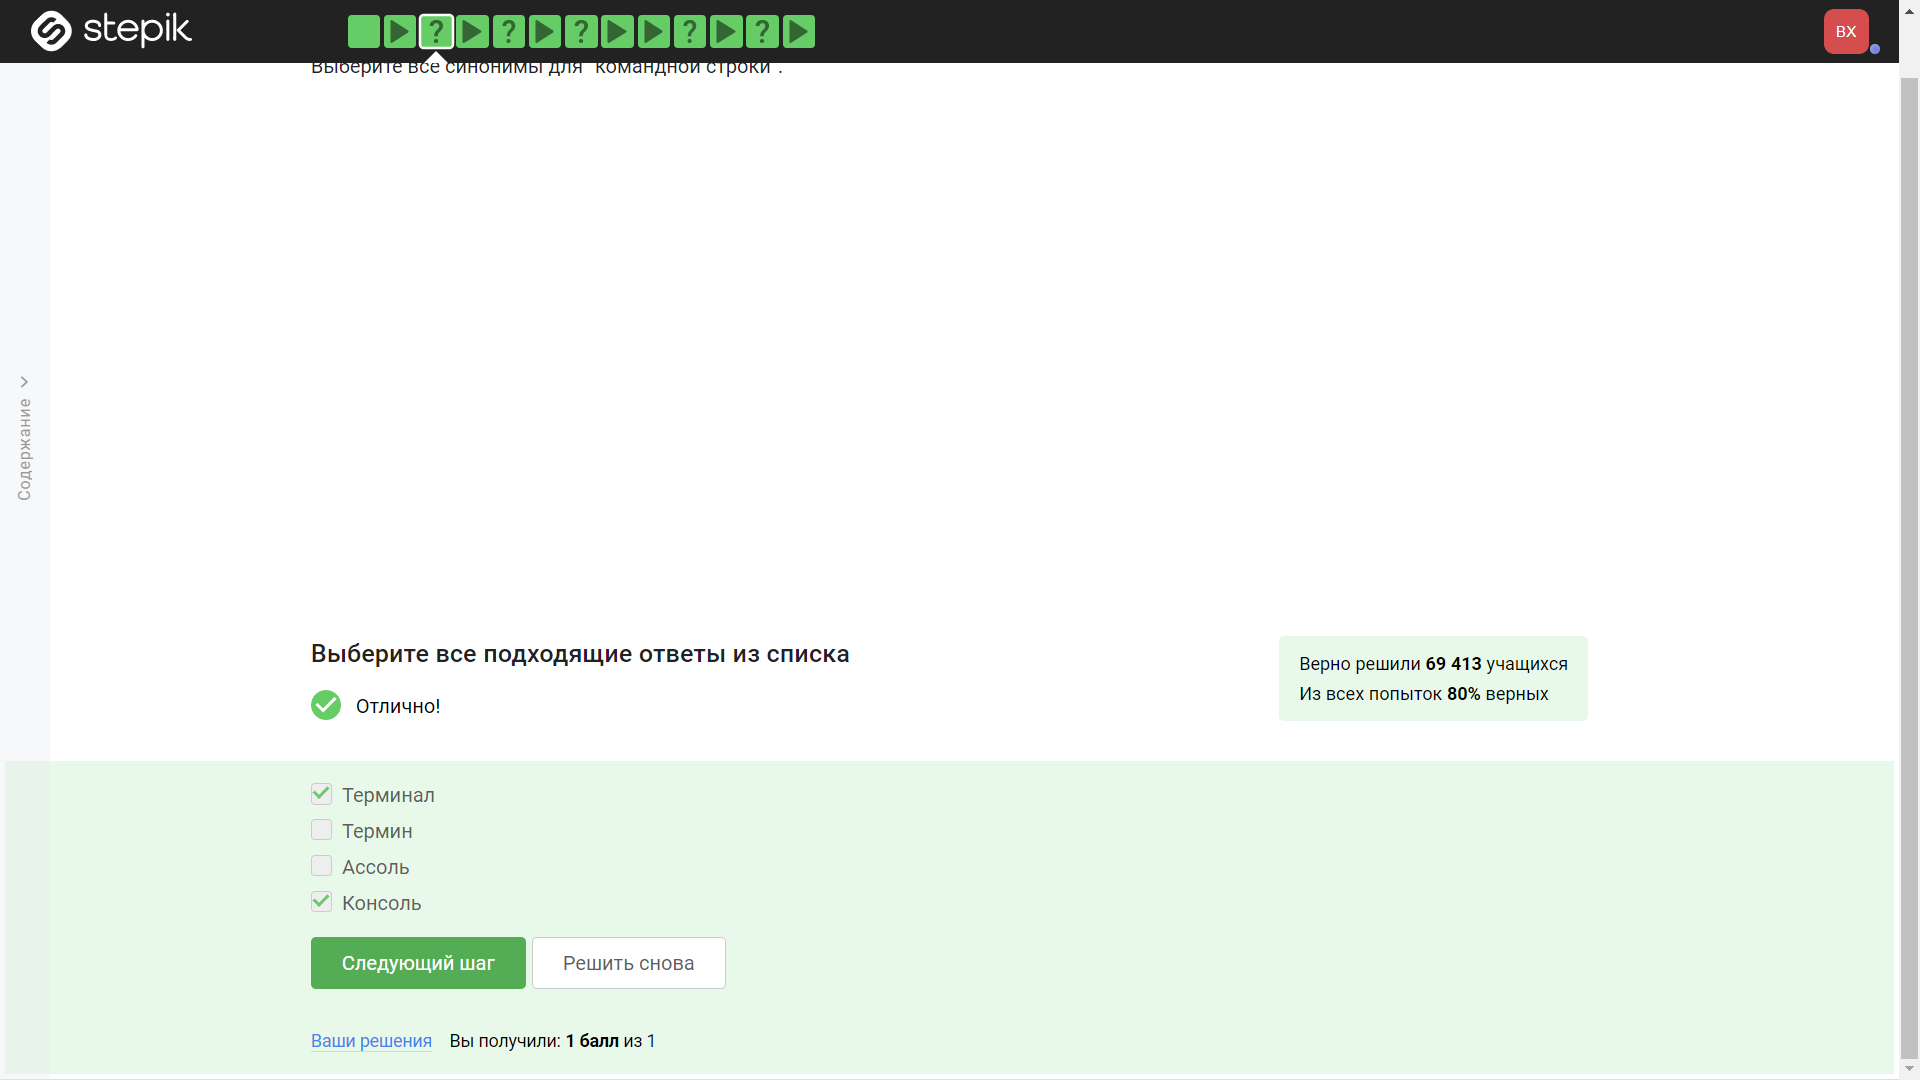 stepik
? ? ? ? ?
ВХ
Выберите все синонимы для "командной строки".
Содержание
Выберите все подходящие ответы из списка
Верно решили 69 413 учащихся
Из всех попыток 80% верных
Отлично!
Терминал
Термин
Ассоль
Консоль
Следующий шаг
Решить снова
Ваши решения Вы получили: 1 балл из 1